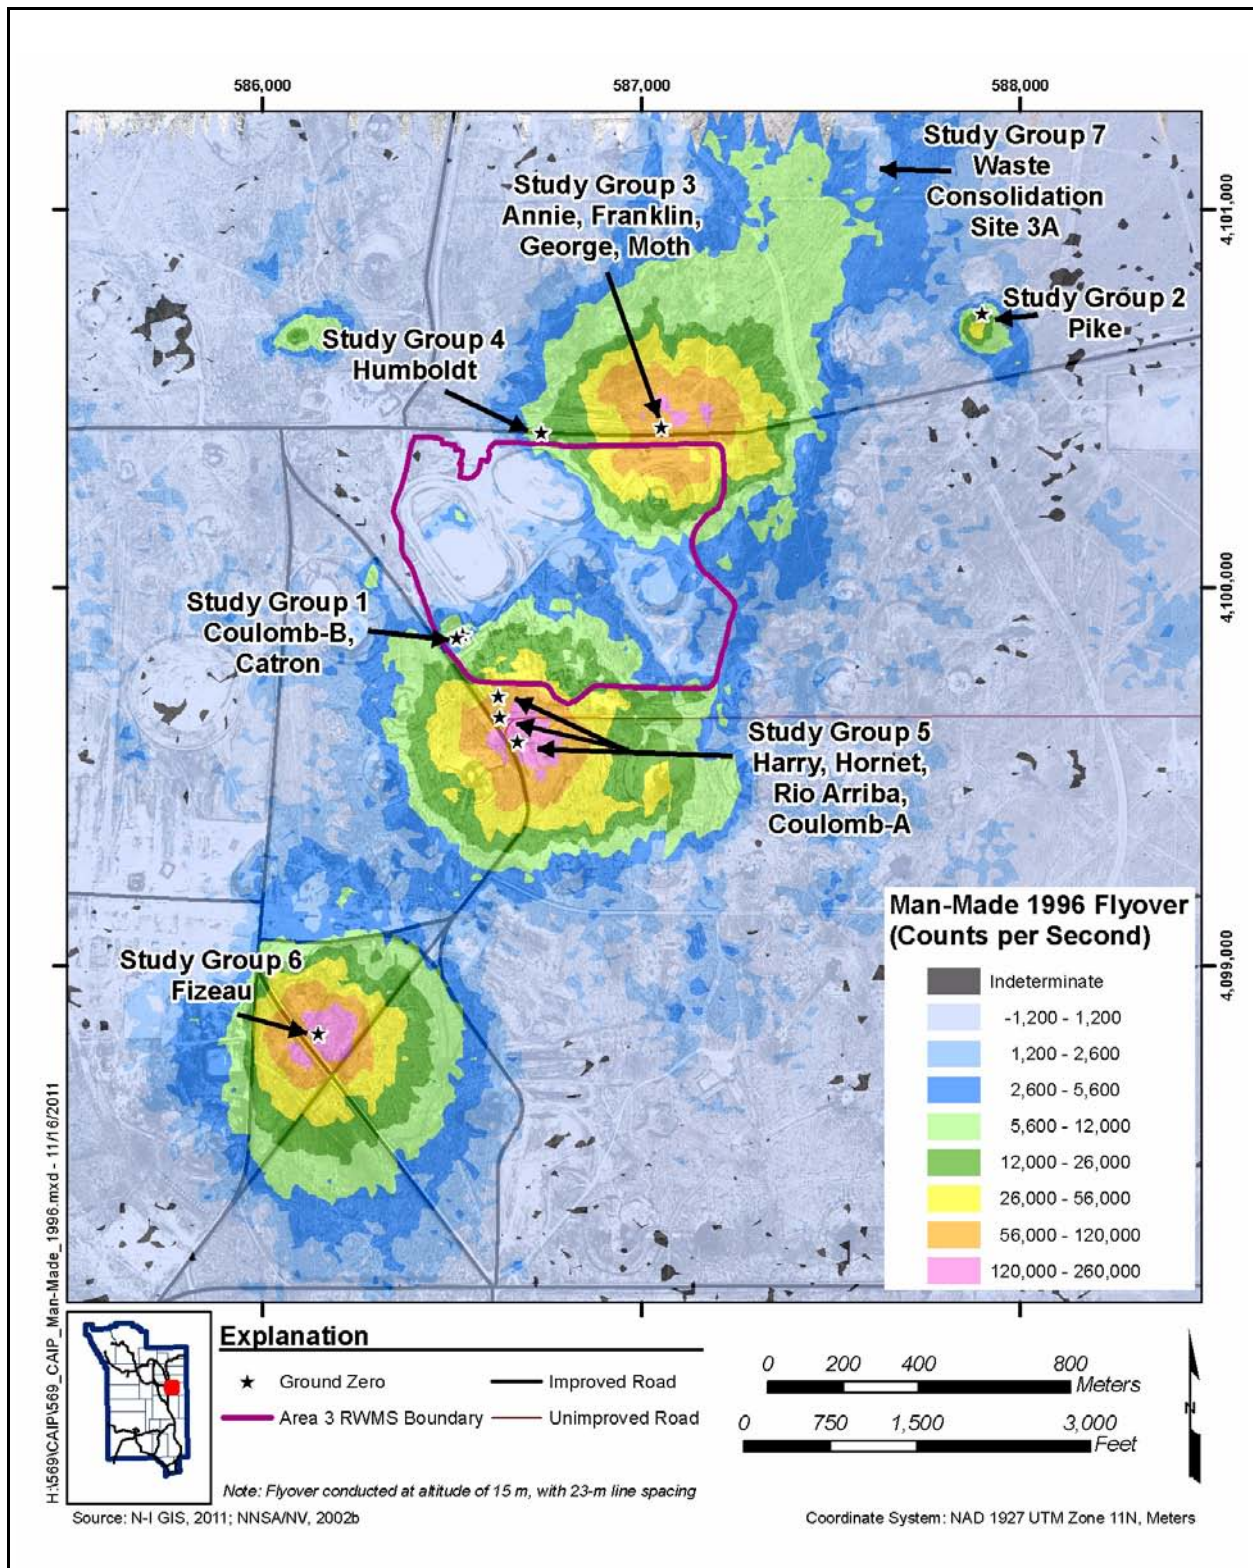 586,000
587,000
588,000
Study Group 7
Waste
Consolidation
Site 3A
Study Group 3
Annie, Franklin,
George, Moth
4,101,000
Study Group 2
Pike
Study Group 4
Humboldt
4,100,000
Study Group 1
Coulomb-B,
Catron
Study Group 5
Harry, Hornet,
Rio Arriba,
Coulomb-A
Study Group 6
Fizeau
4,099,000
Man-Made 1996 Flyover
(Counts per Second)
Indeterminate
-1,200 - 1,200
1,200 - 2,600
2,600 - 5,600
5,600 - 12,000
12,000 - 26,000
26,000 - 56,000
56,000 - 120,000
120,000 - 260,000
H:\569\CAIP\569_CAIP_Man-Made_1996.mxd - 11/16/2011
Explanation
Ground Zero
Improved Road
Area 3 RWMS Boundary
Unimproved Road
0 200 400 800
Meters
0 750 1,500 3,000
Feet
N
Note: Flyover conducted at altitude of 15 m, with 23-m line spacing
Source: N-I GIS, 2011; NNSA/NV, 2002b
Coordinate System: NAD 1927 UTM Zone 11N, Meters